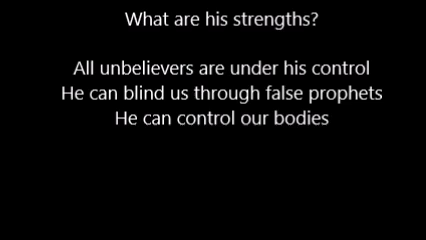 What are his strengths?
All unbelievers are under his control
He can blind us through false prophets
He can control our bodies